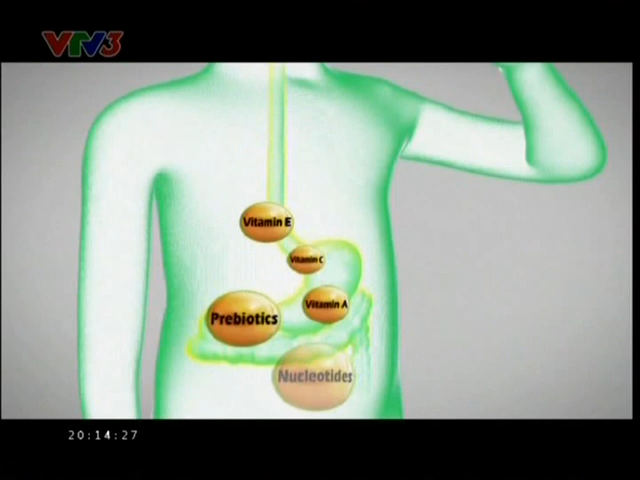 VTV3
Vitamin E
Vitamin C
Vitamin A
Prebiotics
Nucleotides
20:14:27